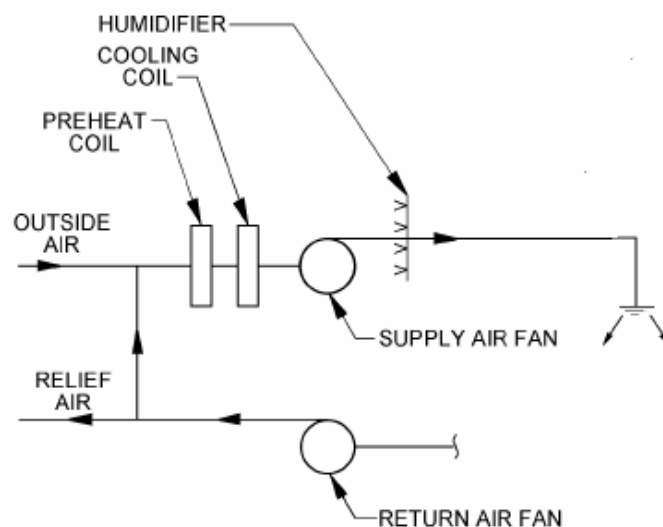 HUMIDIFIER
COOLING
COIL
PREHEAT
COIL
OUTSIDE
AIR
SUPPLY AIR FAN
RELIEF
AIR
RETURN AIR FAN